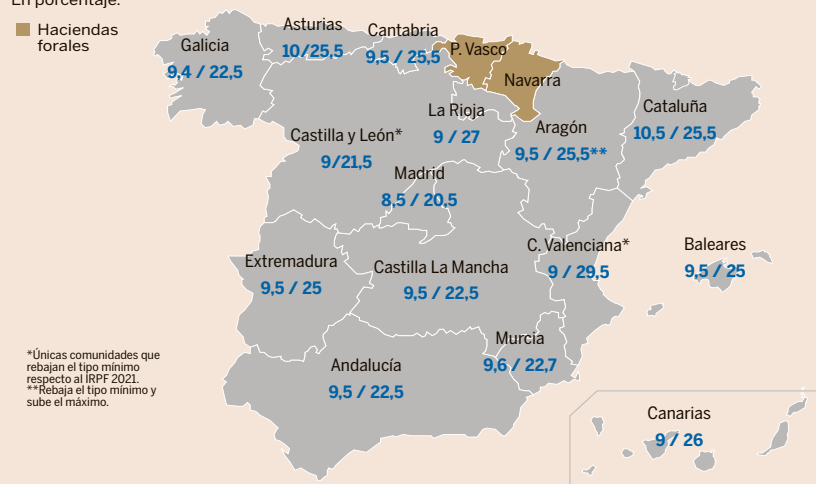 En porcentaje.
Haciendas
forales
Galicia
9,4 / 22,5
Asturias
10/25,5
Cantabria
9,5 / 25,5
P. Vasco
Navarra
La Rioja
9 / 27
Aragón
9,5 / 25,5**
Cataluña
10,5 / 25,5
Castilla y León*
9/21,5
Madrid
8,5 / 20,5
C. Valenciana*
9 / 29,5
Baleares
9,5 / 25
Extremadura
9,5 / 25
Castilla La Mancha
9,5 / 22,5
Murcia
9,6 / 22,7
Andalucía
9,5 / 22,5
Canarias
9 / 26
*Únicas comunidades que
rebajan el tipo mínimo
respecto al IRPF 2021.
**Rebaja el tipo mínimo y
sube el máximo.